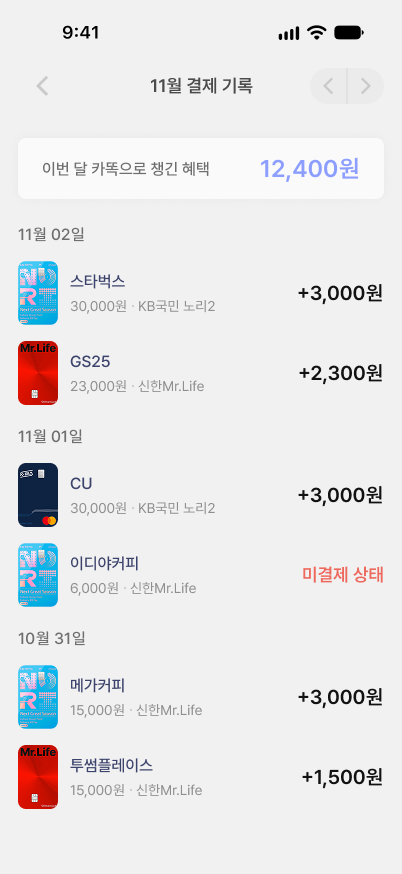 9:41
11월 결제 기록
이번 달 카똑으로 챙긴 혜택
12,400원
11월 02일
스타벅스
+3,000원
30,000원 · KB국민 노리2
Mr.Life
GS25
+2,300원
23,000원 · 신한Mr.Life
11월 01일
CU
+3,000원
30,000원 · KB국민 노리2
이디야커피
미결제 상태
6,000원 · 신한Mr.Life
10월 31일
메가커피
+3,000원
15,000원 · 신한Mr.Life
Mr.Life
투썸플레이스
+1,500원
15,000원 · 신한Mr.Life